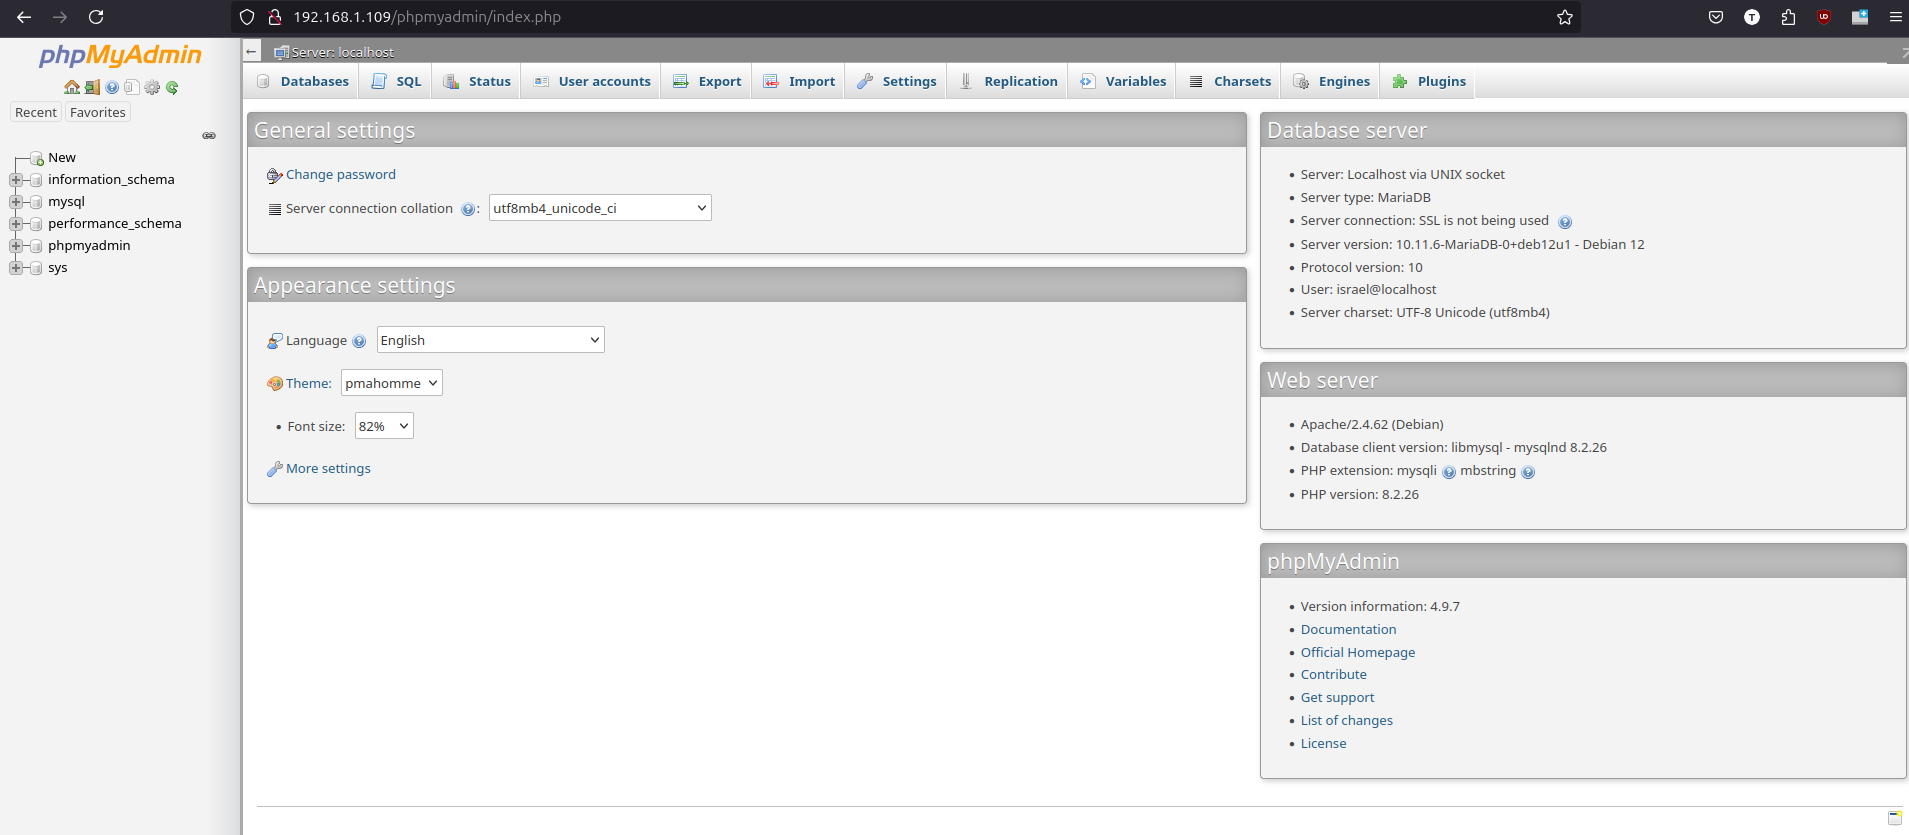 192.168.1.109/phpmyadmin/index.php
phpMyAdmin
Recent Favorites
New
information_schema
mysql
performance_schema
phpmyadmin
sys
Server: localhost
Databases SQL Status User accounts Export Import Settings Replication Variables Charsets Engines Plugins
General settings
Change password
Server connection collation : utf8mb4_unicode_ci
Appearance settings
Language English
Theme: pmahomme
Font size: 82%
More settings
Database server
Server: Localhost via UNIX socket
Server type: MariaDB
Server connection: SSL is not being used
Server version: 10.11.6-MariaDB-0+deb12u1 - Debian 12
Protocol version: 10
User: israel@localhost
Server charset: UTF-8 Unicode (utf8mb4)
Web server
Apache/2.4.62 (Debian)
Database client version: libmysql - mysqlnd 8.2.26
PHP extension: mysqli mbstring
PHP version: 8.2.26
phpMyAdmin
Version information: 4.9.7
Documentation
Official Homepage
Contribute
Get support
List of changes
License